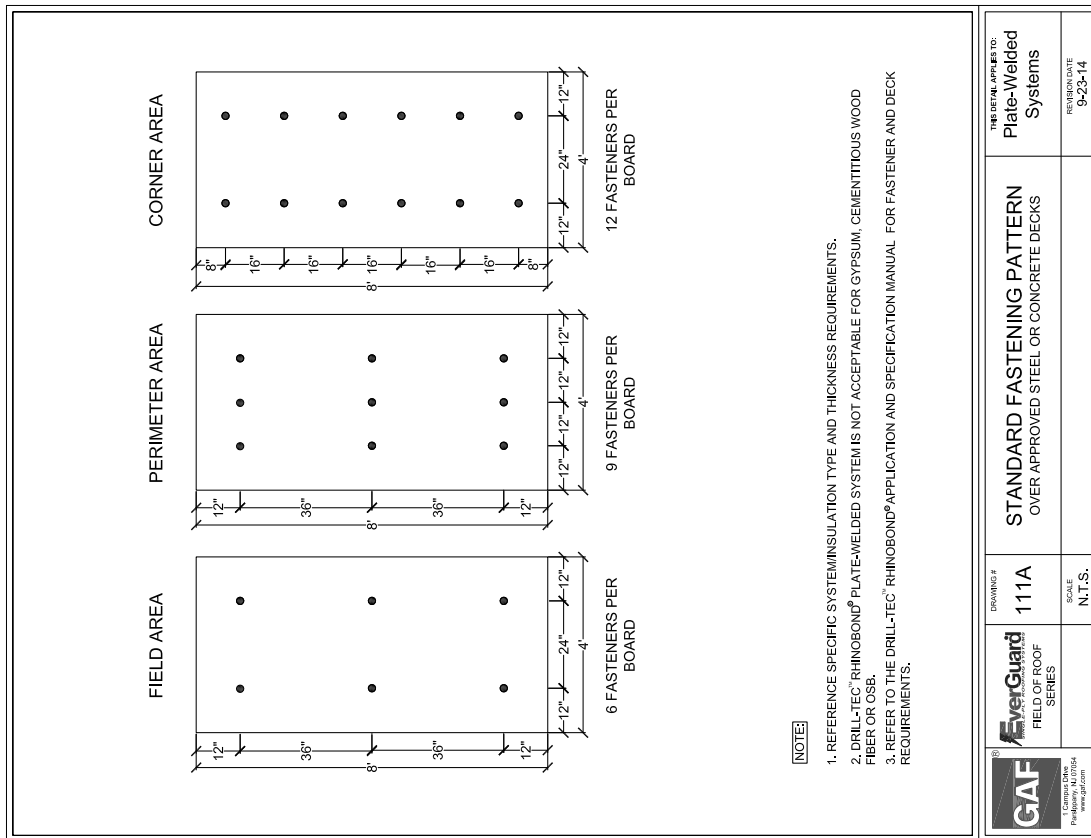 FIELD AREA
12"
36"
36"
12"
8'
12"
24"
12"
4'
6 FASTENERS PER
BOARD
PERIMETER AREA
12"
36"
36"
12"
8'
12"
12"
12"
12"
4'
9 FASTENERS PER
BOARD
CORNER AREA
8"
16"
16"
16"
16"
16"
8"
8'
12"
24"
12"
4'
12 FASTENERS PER
BOARD
NOTE:
1. REFERENCE SPECIFIC SYSTEM/INSULATION TYPE AND THICKNESS REQUIREMENTS.
2. DRILL-TEC™ RHINOBOND® PLATE-WELDED SYSTEM IS NOT ACCEPTABLE FOR GYPSUM, CEMENTITIOUS WOOD
FIBER OR OSB.
3. REFER TO THE DRILL-TEC™ RHINOBOND® APPLICATION AND SPECIFICATION MANUAL FOR FASTENER AND DECK
REQUIREMENTS.
GAF®
1 Campus Drive
Parsippany, NJ 07054
www.gaf.com
EverGuard
SINGLE-PLY ROOFING SYSTEMS
FIELD OF ROOF
SERIES
DRAWING #
111A
SCALE
N.T.S.
STANDARD FASTENING PATTERN
OVER APPROVED STEEL OR CONCRETE DECKS
THIS DETAIL APPLIES TO:
Plate-Welded
Systems
REVISION DATE
9-23-14